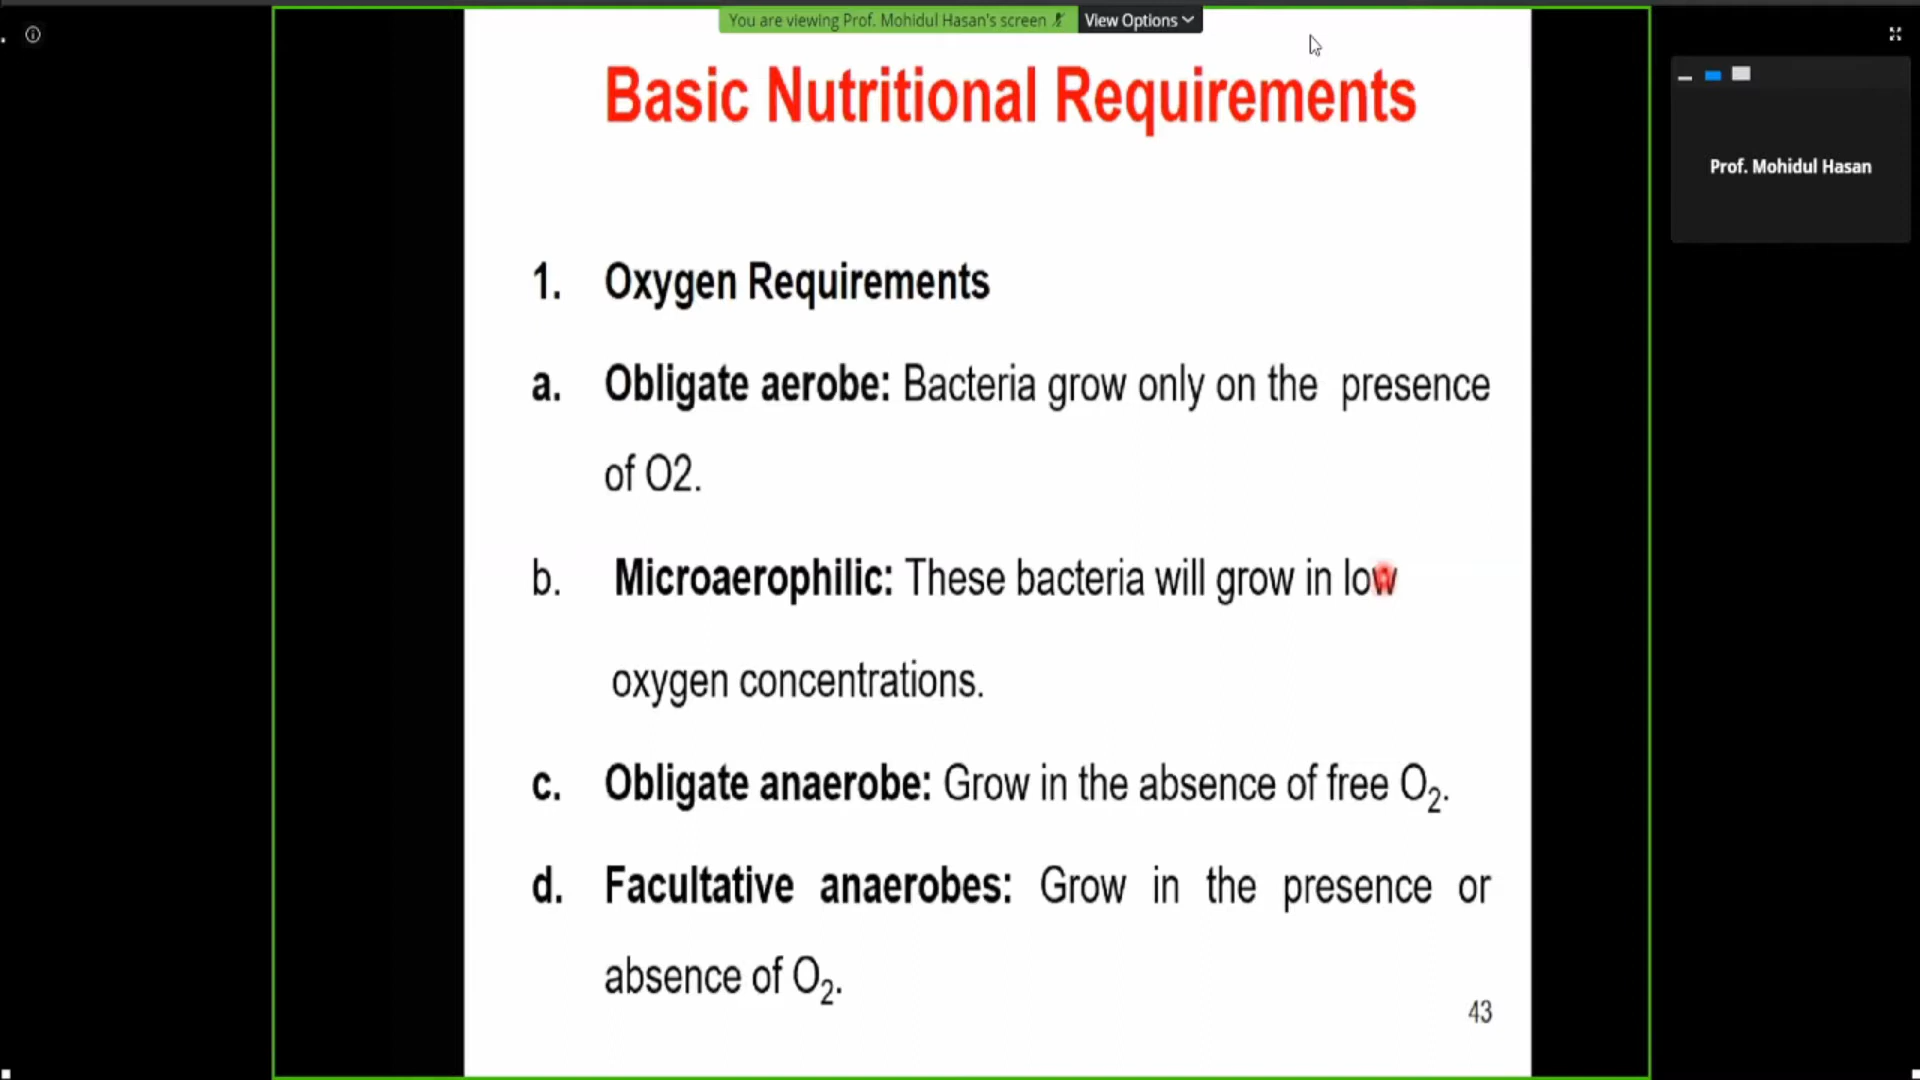 You are viewing Prof. Mohidul Hasan's screen View Options
Basic Nutritional Requirements
Prof. Mohidul Hasan
1. Oxygen Requirements
a. Obligate aerobe: Bacteria grow only on the presence
of O2.
b. Microaerophilic: These bacteria will grow in low
oxygen concentrations.
c. Obligate anaerobe: Grow in the absence of free O₂.
d. Facultative anaerobes: Grow in the presence or
absence of O₂.
43